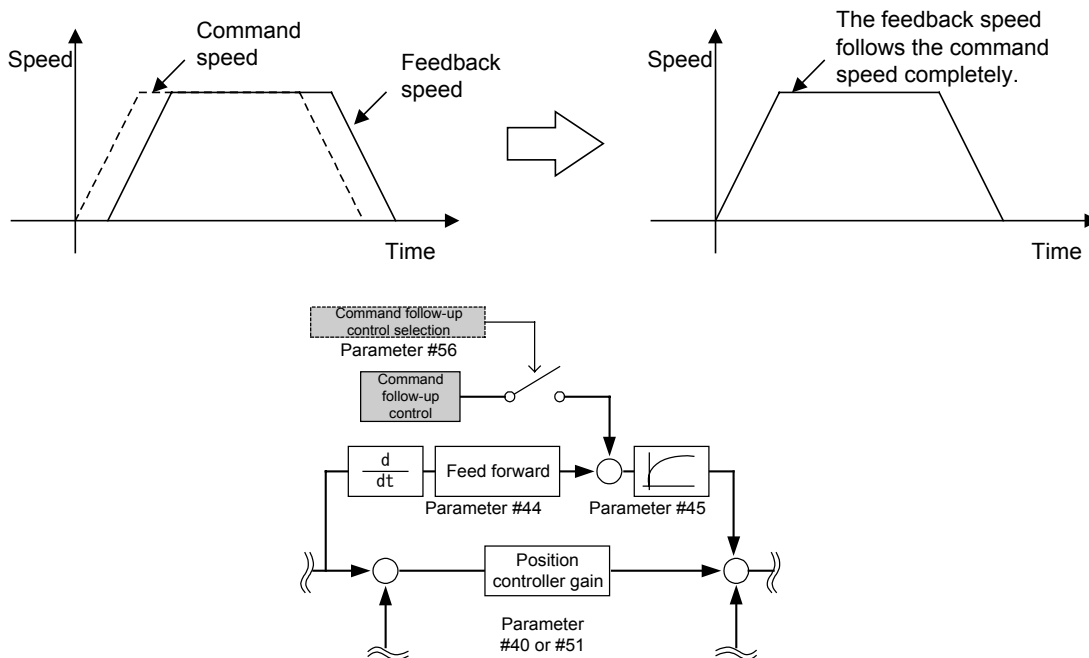 Speed
Command
speed
Feedback
speed
Time
Speed
The feedback speed
follows the command
speed completely.
Time
Command follow-up
control selection
Parameter #56
Command
follow-up
control
d
dt
Feed forward
Parameter #44
Parameter #45
Position
controller gain
Parameter
#40 or #51